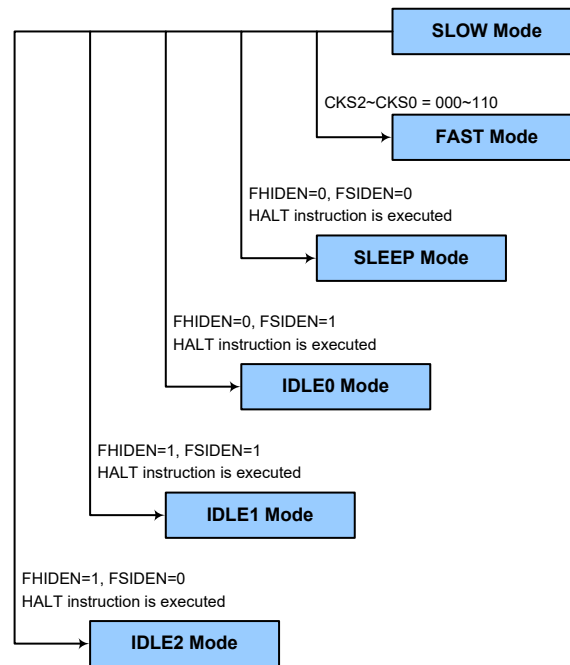 SLOW Mode
CKS2~CKS0 = 000~110
FAST Mode
FHIDEN=0, FSIDEN=0
HALT instruction is executed
SLEEP Mode
FHIDEN=0, FSIDEN=1
HALT instruction is executed
IDLE0 Mode
FHIDEN=1, FSIDEN=1
HALT instruction is executed
IDLE1 Mode
FHIDEN=1, FSIDEN=0
HALT instruction is executed
IDLE2 Mode